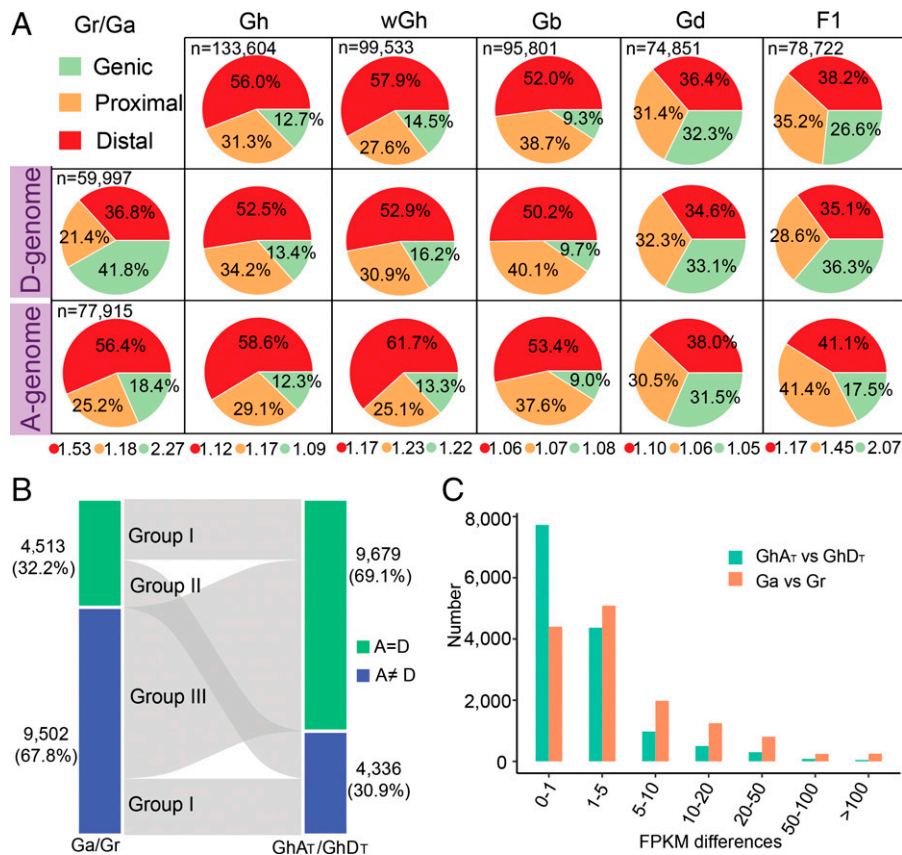 A
Gr/Ga
Gh
wGh
Gb
Gd
F1
Genic
Proximal
Distal
n=133,604
56.0%
12.7%
31.3%
n=99,533
57.9%
14.5%
27.6%
n=95,801
52.0%
9.3%
38.7%
n=74,851
36.4%
31.4%
32.3%
n=78,722
38.2%
35.2%
26.6%
D-genome
n=59,997
36.8%
21.4%
41.8%
52.5%
13.4%
34.2%
52.9%
16.2%
30.9%
50.2%
9.7%
40.1%
34.6%
32.3%
33.1%
35.1%
28.6%
36.3%
A-genome
n=77,915
56.4%
18.4%
25.2%
58.6%
12.3%
29.1%
61.7%
13.3%
25.1%
53.4%
9.0%
37.6%
38.0%
30.5%
31.5%
41.1%
41.4%
17.5%
1.53 1.18 2.27
1.12 1.17 1.09
1.17 1.23 1.22
1.06 1.07 1.08
1.10 1.06 1.05
1.17 1.45 2.07
B
4,513
(32.2%)
9,502
(67.8%)
Group I
Group II
Group III
Group I
9,679
(69.1%)
4,336
(30.9%)
A=D
A≠ D
Ga/Gr
GhAT/GhDT
C
8,000
6,000
4,000
2,000
0
Number
GhAT vs GhDT
Ga vs Gr
0-1
1-5
5-10
10-20
20-50
50-100
>100
FPKM differences